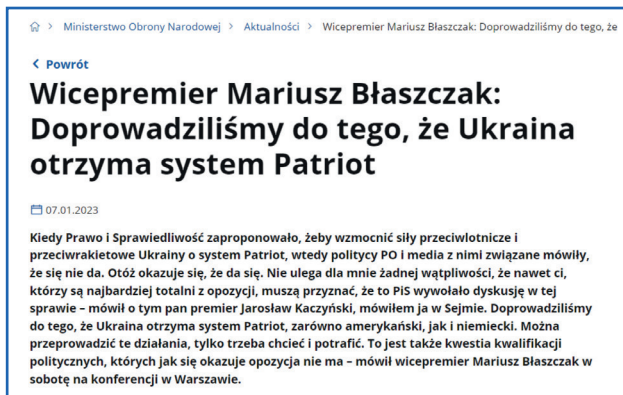 > Ministerstwo Obrony Narodowej > Aktualności > Wicepremier Mariusz Błaszczak: Doprowadziliśmy do tego, że
< Powrót
Wicepremier Mariusz Błaszczak:
Doprowadziliśmy do tego, że Ukraina
otrzyma system Patriot
07.01.2023
Kiedy Prawo i Sprawiedliwość zaproponowało, żeby wzmocnić siły przeciwlotnicze i
przeciwrakietowe Ukrainy o system Patriot, wtedy politycy PO i media z nimi związane mówiły,
że się nie da. Otóż okazuje się, że da się. Nie ulega dla mnie żadnej wątpliwości, że nawet ci,
którzy są najbardziej totalni z opozycji, muszą przyznać, że to PiS wywołało dyskusję w tej
sprawie – mówił o tym pan premier Jarosław Kaczyński, mówiłem ja w Sejmie. Doprowadziliśmy
do tego, że Ukraina otrzyma system Patriot, zarówno amerykański, jak i niemiecki. Można
przeprowadzić te działania, tylko trzeba chcieć i potrafić. To jest także kwestia kwalifikacji
politycznych, których jak się okazuje opozycja nie ma – mówił wicepremier Mariusz Błaszczak w
sobotę na konferencji w Warszawie.